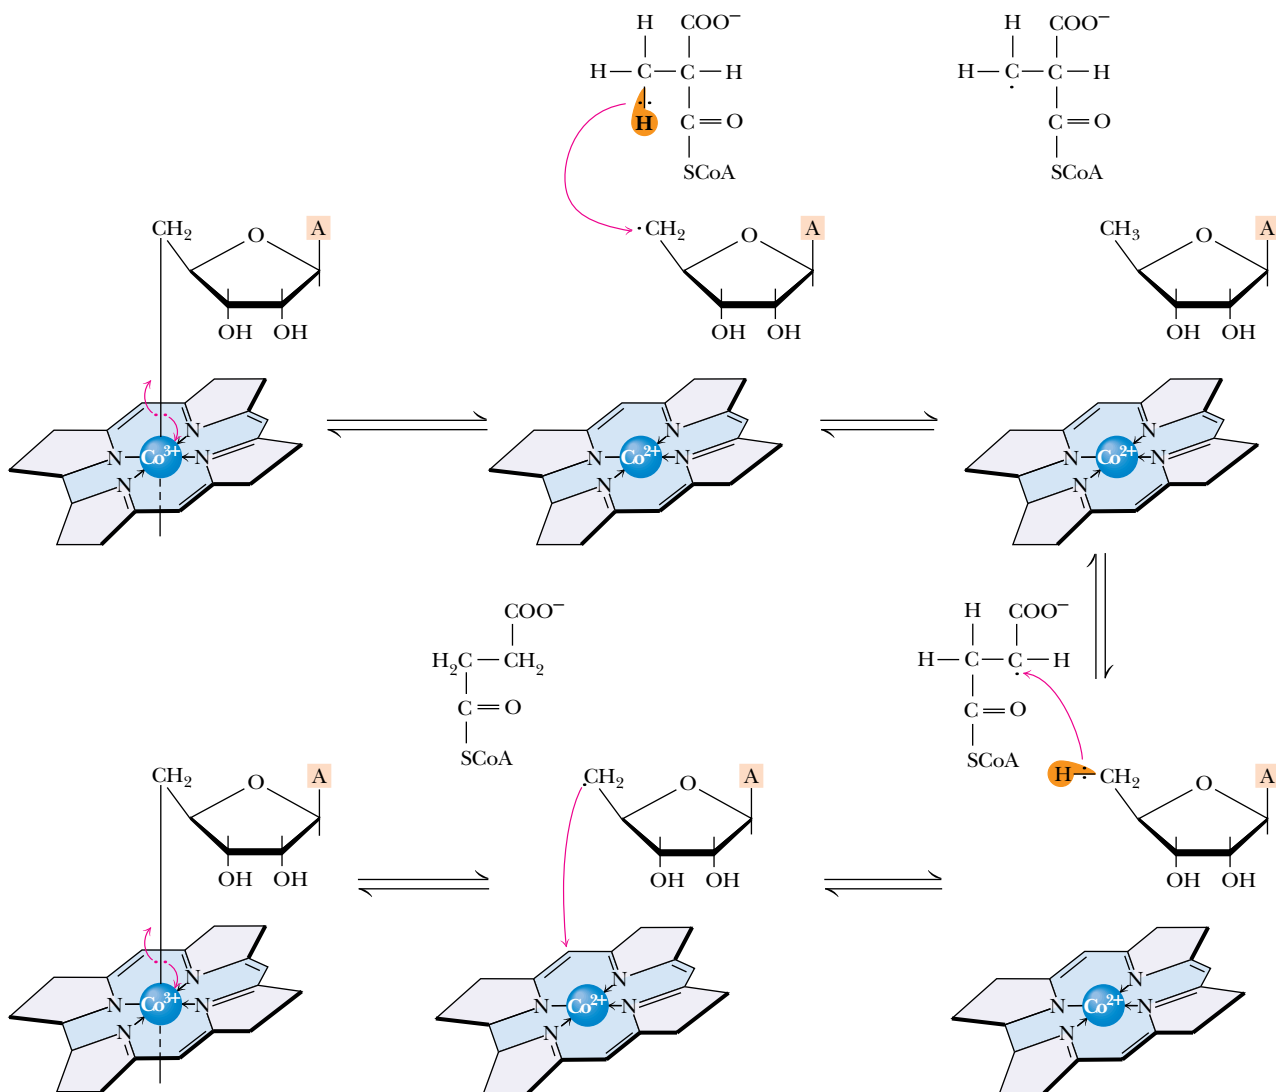 H COO−
H—C—C—H
H C=O
SCoA
H COO−
H—C—C—H
C=O
SCoA
CH2 O A
OH OH
CH2 O A
OH OH
CH3 O A
OH OH
N N Co3+ N N
N N Co2+ N N
N N Co2+ N N
COO−
H2C—CH2
C=O
SCoA
H COO−
H—C—C—H
C=O
SCoA
CH2 O A
OH OH
CH2 O A
OH OH
H CH2 O A
OH OH
N N Co3+ N N
N N Co2+ N N
N N Co2+ N N